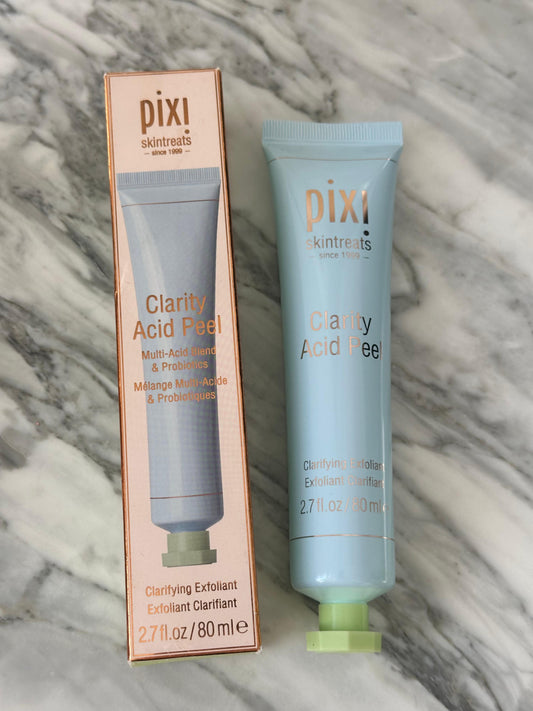 pixi
skintreats
– since 1999 –
Clarity
Acid Peel
Multi-Acid Blend
& Probiotics
Mélange Multi-Acide
& Probiotiques
Clarifying Exfoliant
Exfoliant Clarifiant
2.7 fl.oz/80 ml e
pixi
skintreats
– since 1999 –
Clarity
Acid Peel
Clarifying Exfoliant
Exfoliant Clarifiant
2.7 fl.oz/80 ml e